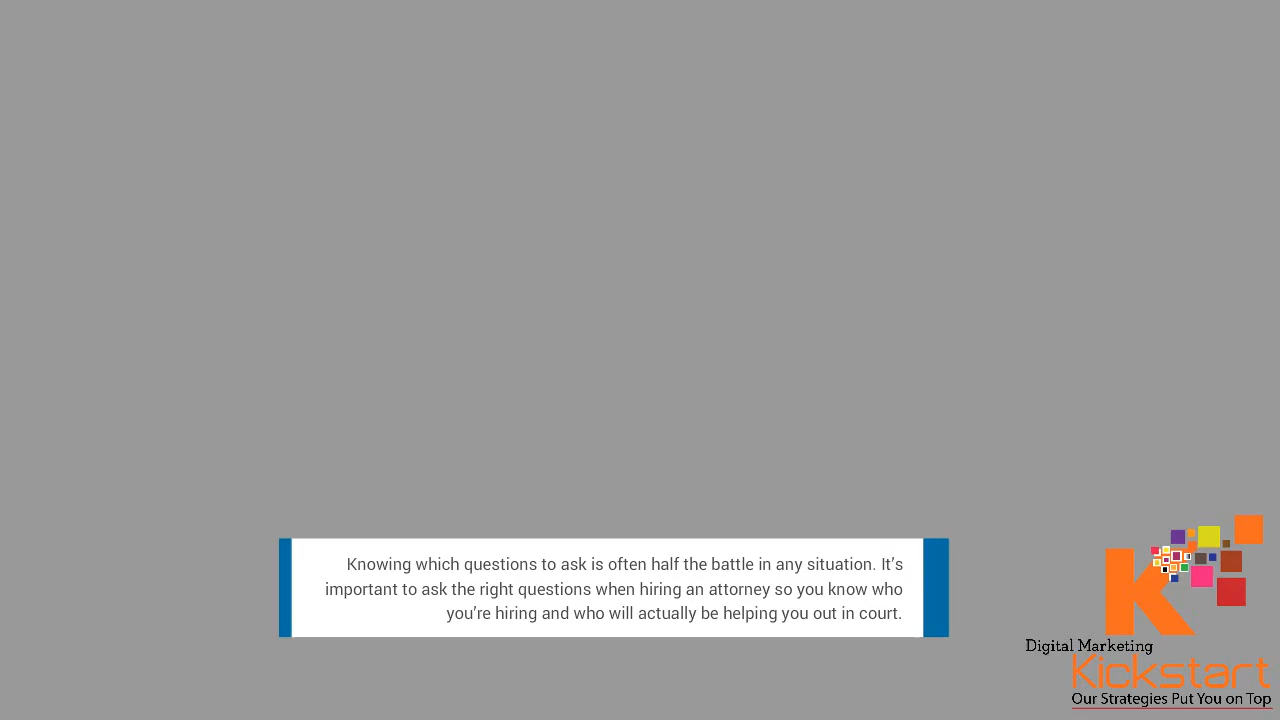 Knowing which questions to ask is often half the battle in any situation. It's
important to ask the right questions when hiring an attorney so you know who
you're hiring and who will actually be helping you out in court.
K
Digital Marketing
Kickstart
Our Strategies Put You on Top